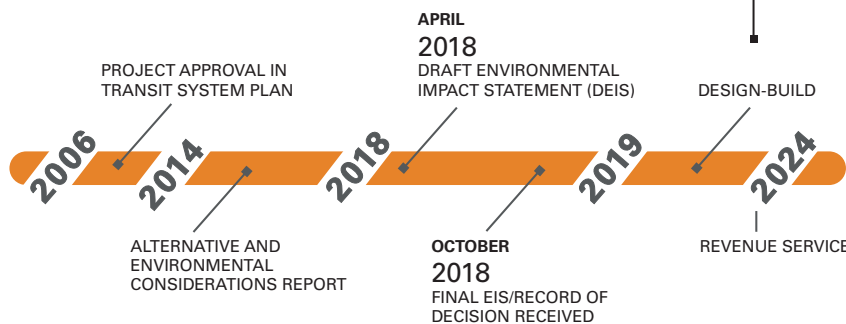 APRIL
2018
DRAFT ENVIRONMENTAL
IMPACT STATEMENT (DEIS)
PROJECT APPROVAL IN
TRANSIT SYSTEM PLAN
DESIGN-BUILD
2006
2014
2018
2019
2024
ALTERNATIVE AND
ENVIRONMENTAL
CONSIDERATIONS REPORT
OCTOBER
2018
FINAL EIS/RECORD OF
DECISION RECEIVED
REVENUE SERVICE